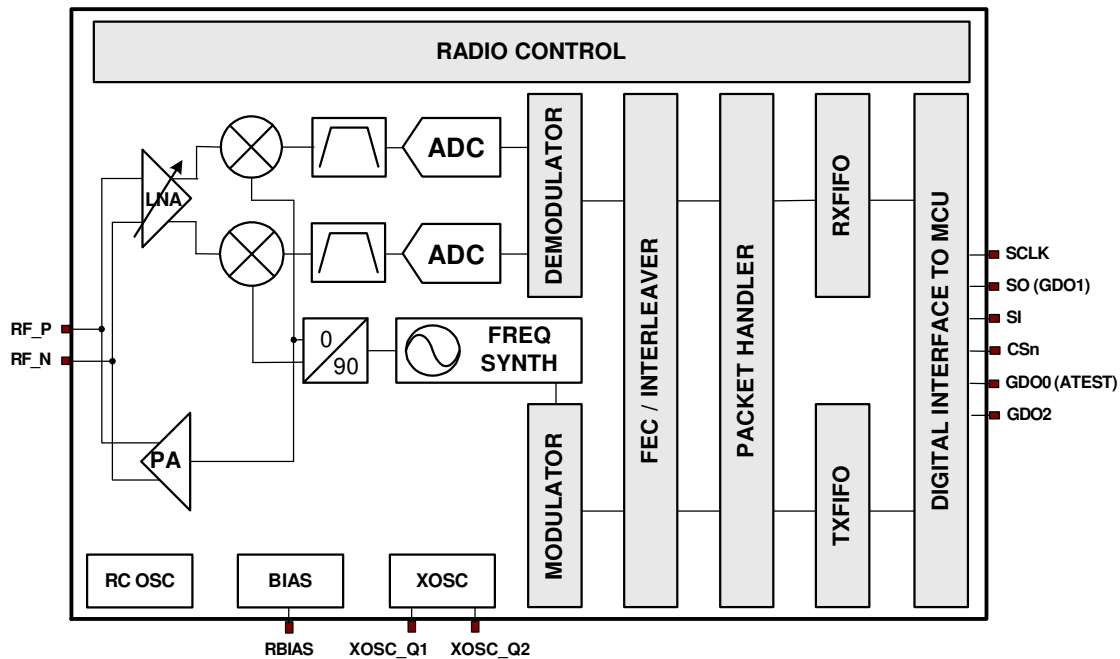 RADIO CONTROL
LNA
ADC
ADC
DEMODULATOR
FEC / INTERLEAVER
PACKET HANDLER
RXFIFO
DIGITAL INTERFACE TO MCU
SCLK
SO (GDO1)
SI
CSn
GDO0 (ATEST)
GDO2
RF_P
RF_N
0
90
FREQ
SYNTH
PA
MODULATOR
TXFIFO
RC OSC
BIAS
XOSC
RBIAS
XOSC_Q1
XOSC_Q2